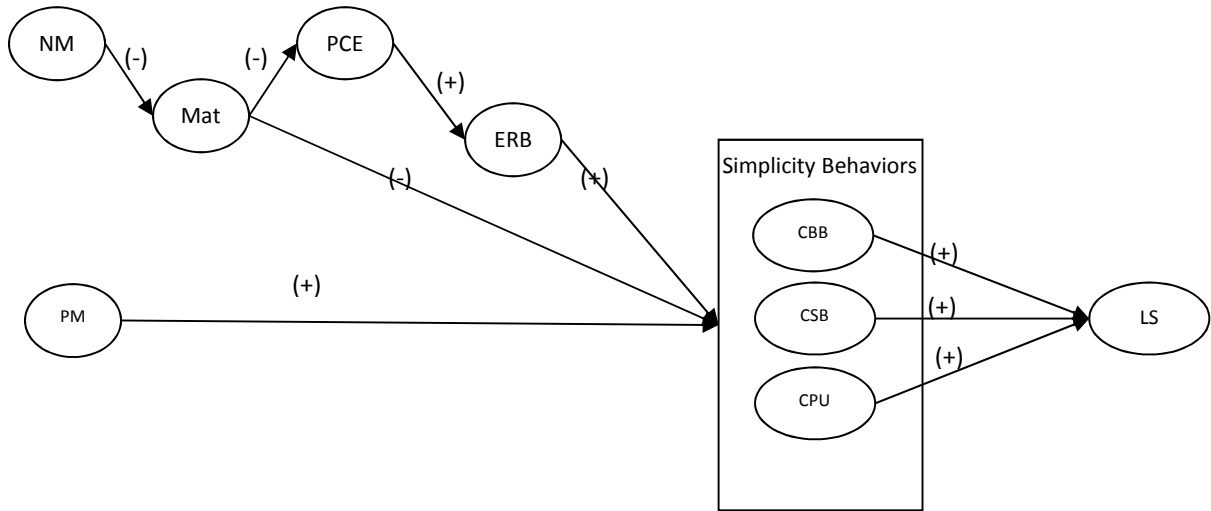 NM
(-)
Mat
(-)
PCE
(+)
ERB
(-)
(+)
PM
(+)
Simplicity Behaviors
CBB
CSB
CPU
(+)
(+)
(+)
LS